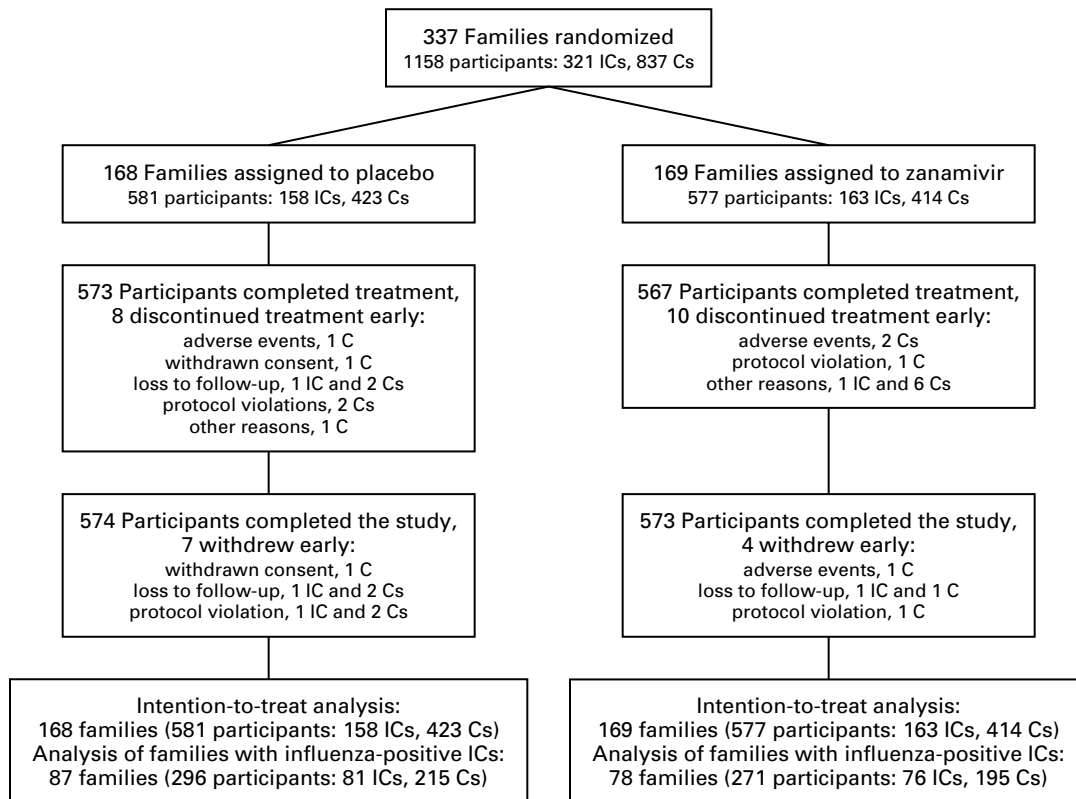 337 Families randomized
1158 participants: 321 ICs, 837 Cs
168 Families assigned to placebo
581 participants: 158 ICs, 423 Cs
169 Families assigned to zanamivir
577 participants: 163 ICs, 414 Cs
573 Participants completed treatment,
8 discontinued treatment early:
adverse events, 1 C
withdrawn consent, 1 C
loss to follow-up, 1 IC and 2 Cs
protocol violations, 2 Cs
other reasons, 1 C
567 Participants completed treatment,
10 discontinued treatment early:
adverse events, 2 Cs
protocol violation, 1 C
other reasons, 1 IC and 6 Cs
574 Participants completed the study,
7 withdrew early:
withdrawn consent, 1 C
loss to follow-up, 1 IC and 2 Cs
protocol violation, 1 IC and 2 Cs
573 Participants completed the study,
4 withdrew early:
adverse events, 1 C
loss to follow-up, 1 IC and 1 C
protocol violation, 1 C
Intention-to-treat analysis:
168 families (581 participants: 158 ICs, 423 Cs)
Analysis of families with influenza-positive ICs:
87 families (296 participants: 81 ICs, 215 Cs)
Intention-to-treat analysis:
169 families (577 participants: 163 ICs, 414 Cs)
Analysis of families with influenza-positive ICs:
78 families (271 participants: 76 ICs, 195 Cs)